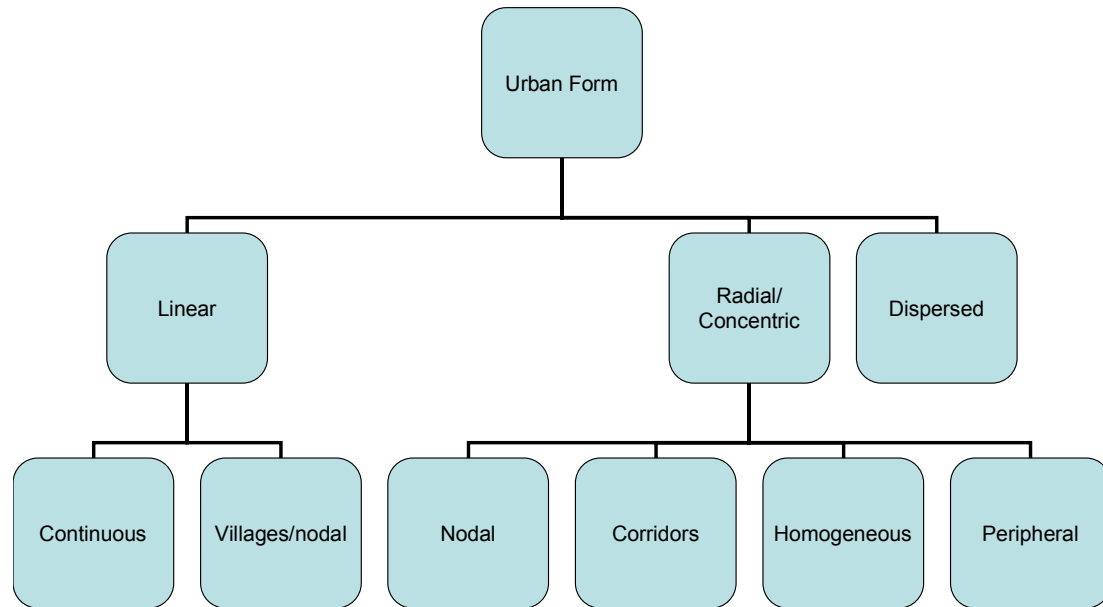 Urban Form
Linear
Radial/
Concentric
Dispersed
Continuous
Villages/nodal
Nodal
Corridors
Homogeneous
Peripheral